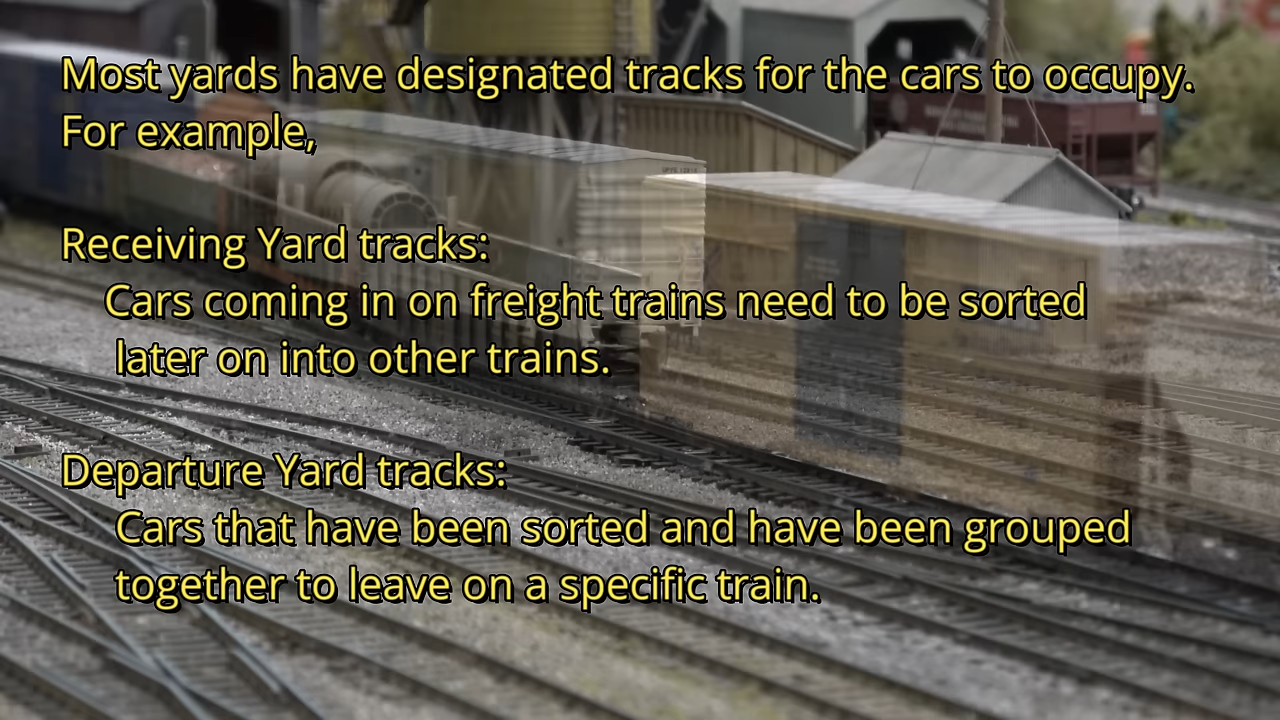 Most yards have designated tracks for the cars to occupy.
For example,
Receiving Yard tracks:
Cars coming in on freight trains need to be sorted
later on into other trains.
Departure Yard tracks:
Cars that have been sorted and have been grouped
together to leave on a specific train.